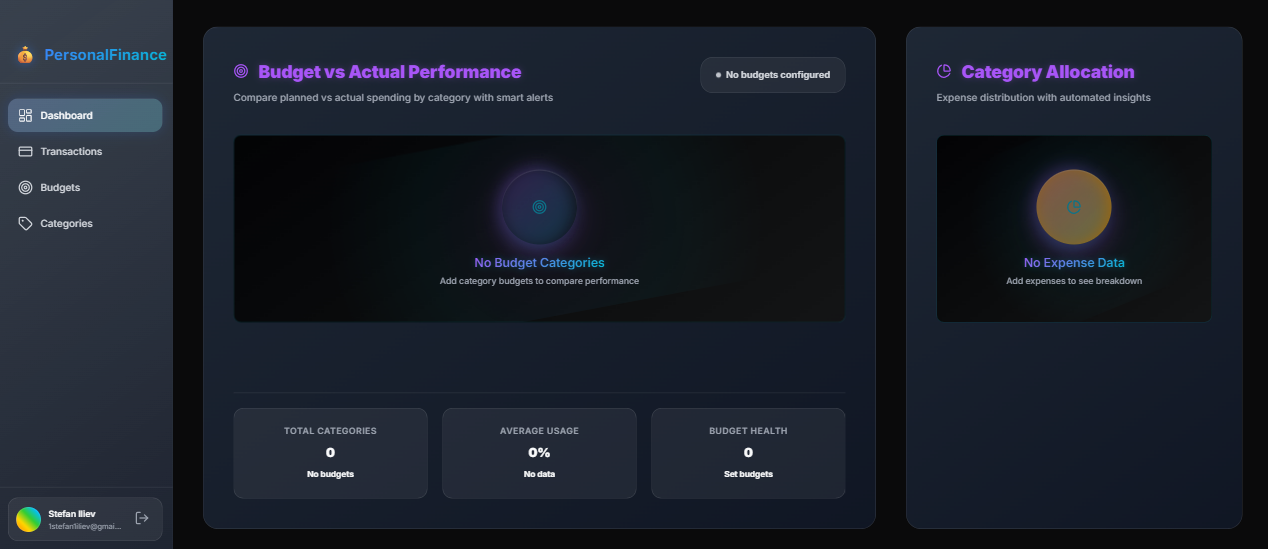 PersonalFinance
Dashboard
Transactions
Budgets
Categories
Stefan Iliev
1stefan1iliev@gmai...
Budget vs Actual Performance
Compare planned vs actual spending by category with smart alerts
No budgets configured
No Budget Categories
Add category budgets to compare performance
TOTAL CATEGORIES
0
No budgets
AVERAGE USAGE
0%
No data
BUDGET HEALTH
0
Set budgets
Category Allocation
Expense distribution with automated insights
No Expense Data
Add expenses to see breakdown